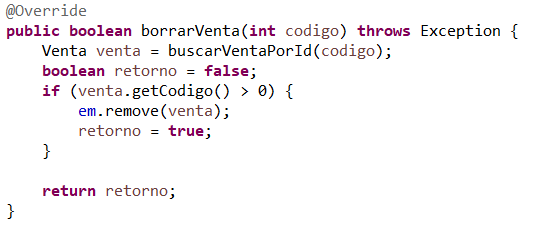 @Override
public boolean borrarVenta(int codigo) throws Exception {
    Venta venta = buscarVentaPorId(codigo);
    boolean retorno = false;
    if (venta.getCodigo() > 0) {
        em.remove(venta);
        retorno = true;
    }

    return retorno;
}